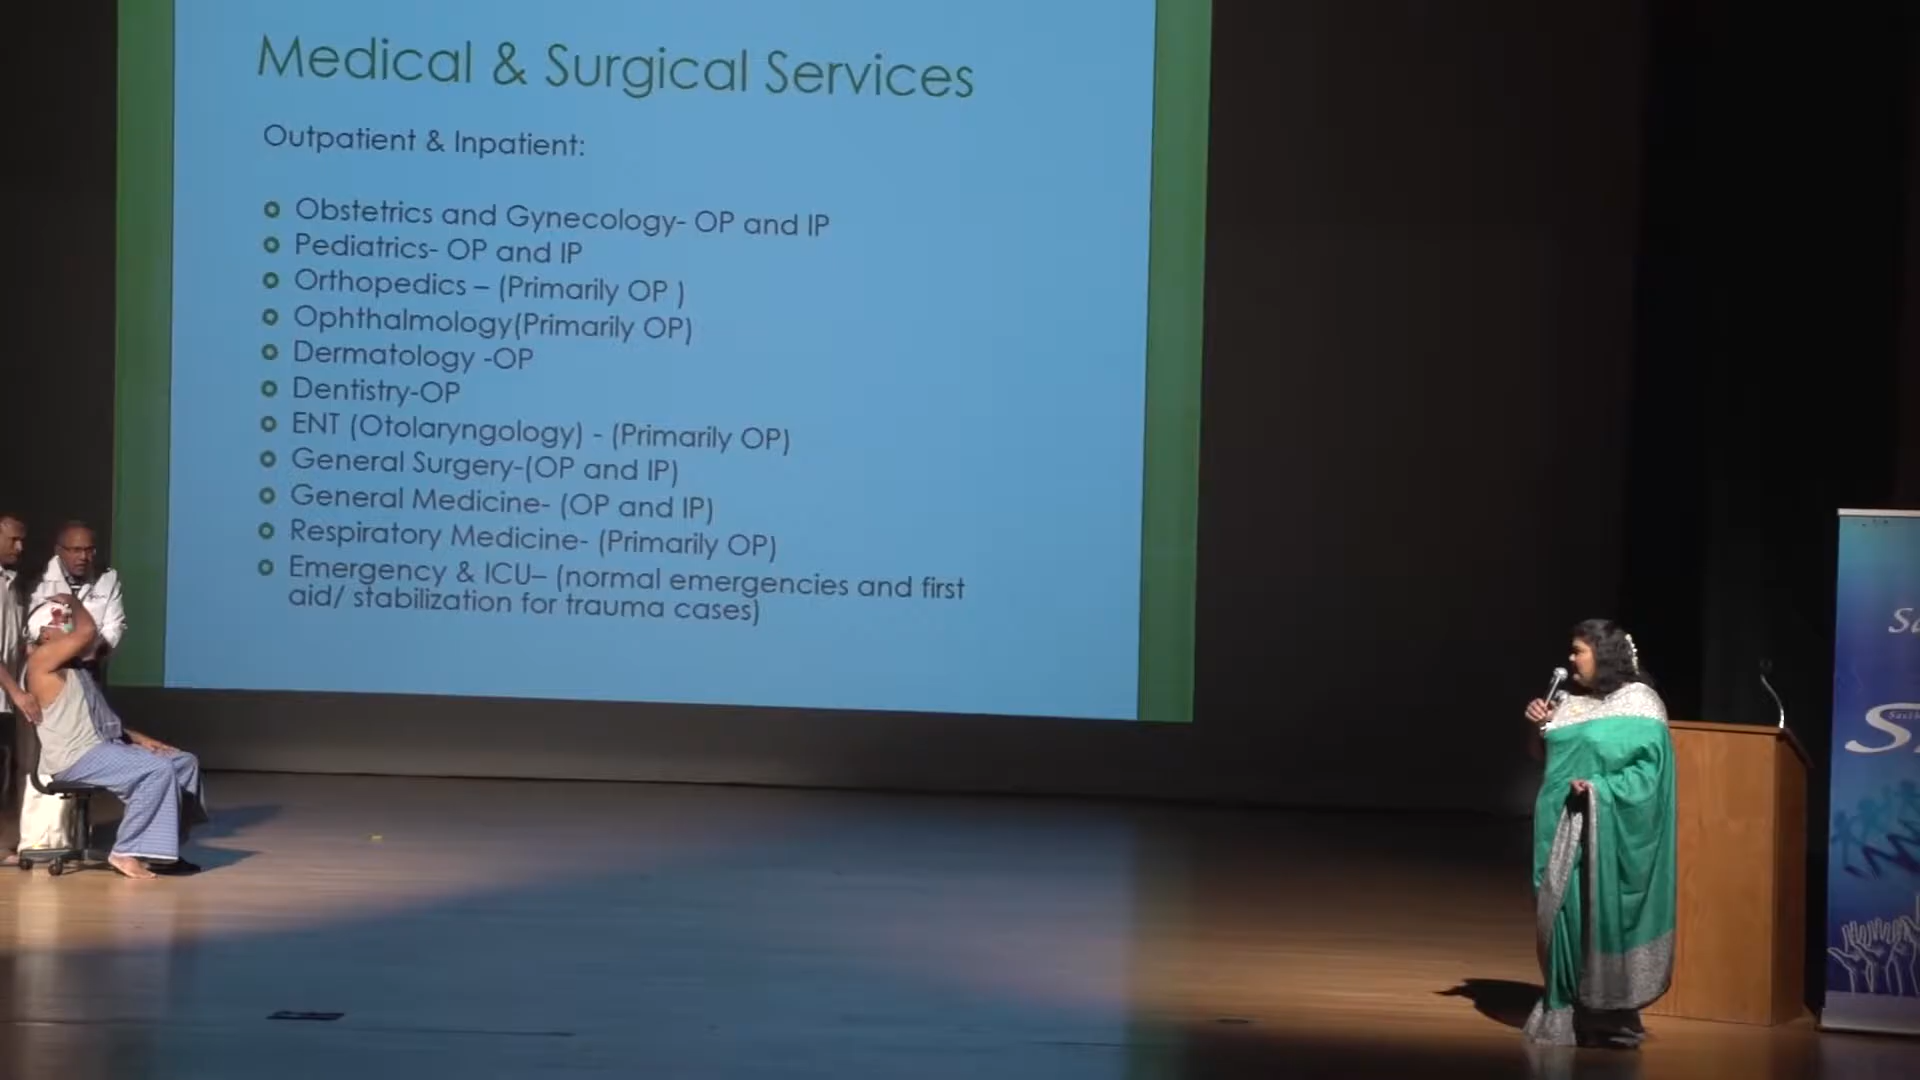 Medical & Surgical Services
Outpatient & Inpatient:
Obstetrics and Gynecology- OP and IP
Pediatrics- OP and IP
Orthopedics – (Primarily OP )
Ophthalmology(Primarily OP)
Dermatology -OP
Dentistry-OP
ENT (Otolaryngology) - (Primarily OP)
General Surgery-(OP and IP)
General Medicine- (OP and IP)
Respiratory Medicine- (Primarily OP)
Emergency & ICU– (normal emergencies and first
aid/ stabilization for trauma cases)